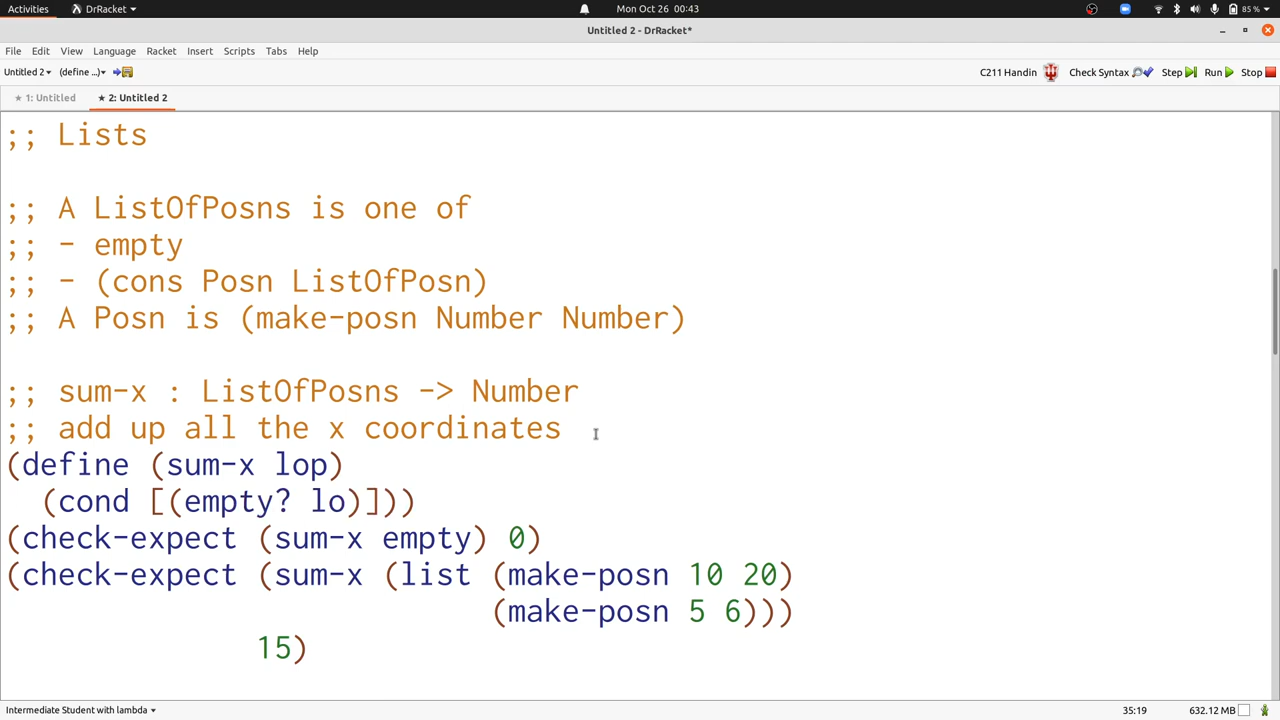 Activities DrRacket Mon Oct 26 00:43 85 %
Untitled 2 - DrRacket*
File Edit View Language Racket Insert Scripts Tabs Help
Untitled 2 (define ...) C211 Handin Check Syntax Step Run Stop
★ 1: Untitled ★ 2: Untitled 2
;; Lists
;; A ListOfPosns is one of
;; - empty
;; - (cons Posn ListOfPosn)
;; A Posn is (make-posn Number Number)
;; sum-x : ListOfPosns -> Number
;; add up all the x coordinates
(define (sum-x lop)
(cond [(empty? lo)]))
(check-expect (sum-x empty) 0)
(check-expect (sum-x (list (make-posn 10 20)
(make-posn 5 6)))
15)
Intermediate Student with lambda 35:19 632.12 MB